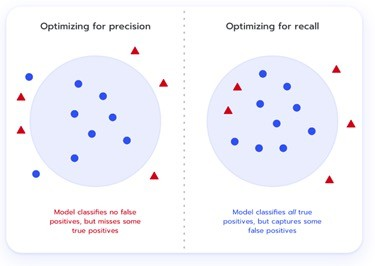 Optimizing for precision
Optimizing for recall
Model classifies no false
positives, but misses some
true positives
Model classifies all true
positives, but captures some
false positives